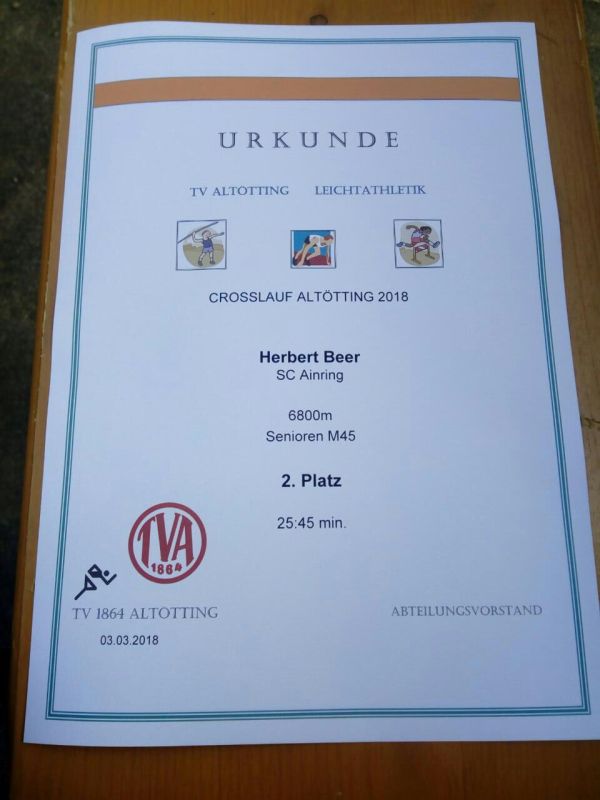 URKUNDE
TV ALTÖTTING LEICHTATHLETIK
CROSSLAUF ALTÖTTING 2018
Herbert Beer
SC Ainring
6800m
Senioren M45
2. Platz
25:45 min.
TVA
1864
TV 1864 ALTÖTTING
ABTEILUNGSVORSTAND
03.03.2018